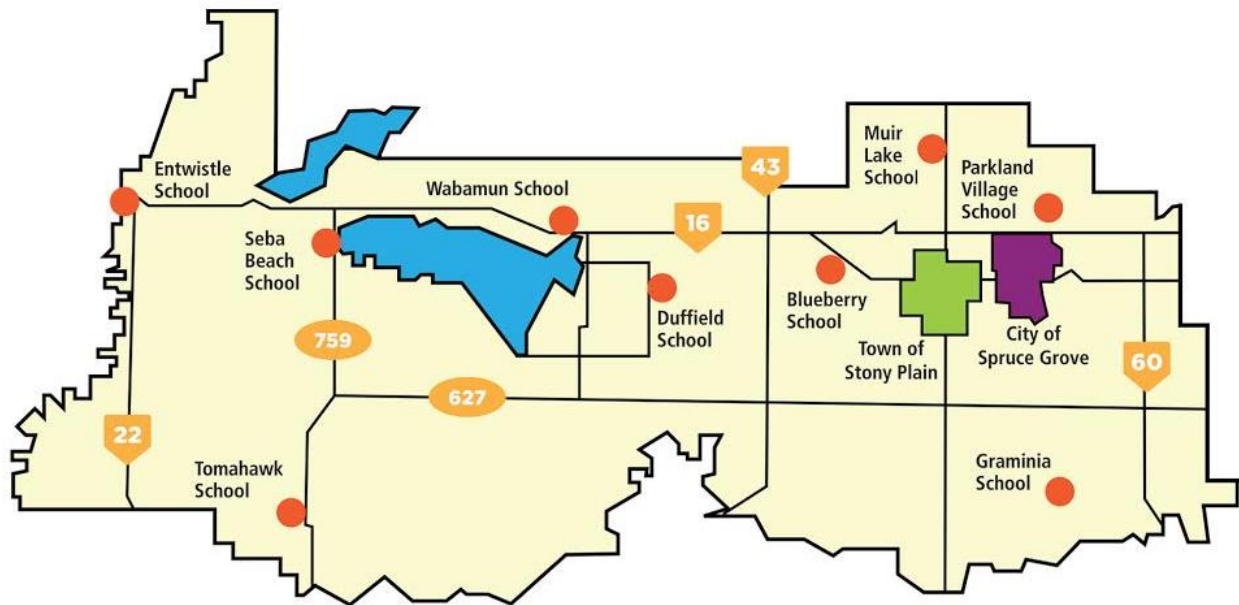 Entwistle
School
Wabamun School
43
Muir
Lake
School
Parkland
Village
School
16
Seba
Beach
School
Duffield
School
Blueberry
School
Town of
Stony Plain
City of
Spruce Grove
759
60
627
22
Tomahawk
School
Graminia
School